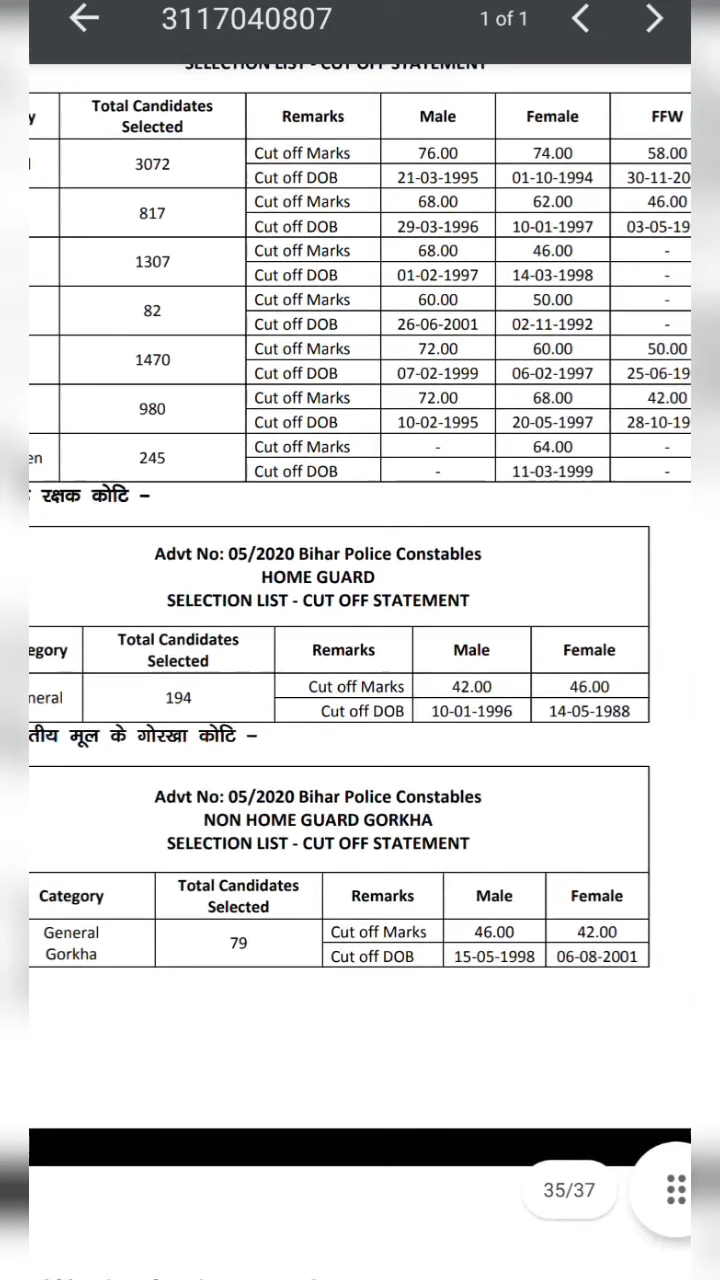 3117040807 1 of 1
SELECTION LIST - CUT OFF STATEMENT
y Total Candidates Selected Remarks Male Female FFW
3072 Cut off Marks 76.00 74.00 58.00
Cut off DOB 21-03-1995 01-10-1994 30-11-20
817 Cut off Marks 68.00 62.00 46.00
Cut off DOB 29-03-1996 10-01-1997 03-05-19
1307 Cut off Marks 68.00 46.00 -
Cut off DOB 01-02-1997 14-03-1998 -
82 Cut off Marks 60.00 50.00 -
Cut off DOB 26-06-2001 02-11-1992 -
1470 Cut off Marks 72.00 60.00 50.00
Cut off DOB 07-02-1999 06-02-1997 25-06-19
980 Cut off Marks 72.00 68.00 42.00
Cut off DOB 10-02-1995 20-05-1997 28-10-19
en 245 Cut off Marks - 64.00 -
Cut off DOB - 11-03-1999 -
रक्षक कोटि –
Advt No: 05/2020 Bihar Police Constables
HOME GUARD
SELECTION LIST - CUT OFF STATEMENT
egory Total Candidates Selected Remarks Male Female
neral 194 Cut off Marks 42.00 46.00
Cut off DOB 10-01-1996 14-05-1988
तीय मूल के गोरखा कोटि –
Advt No: 05/2020 Bihar Police Constables
NON HOME GUARD GORKHA
SELECTION LIST - CUT OFF STATEMENT
Category Total Candidates Selected Remarks Male Female
General Gorkha 79 Cut off Marks 46.00 42.00
Cut off DOB 15-05-1998 06-08-2001
35/37